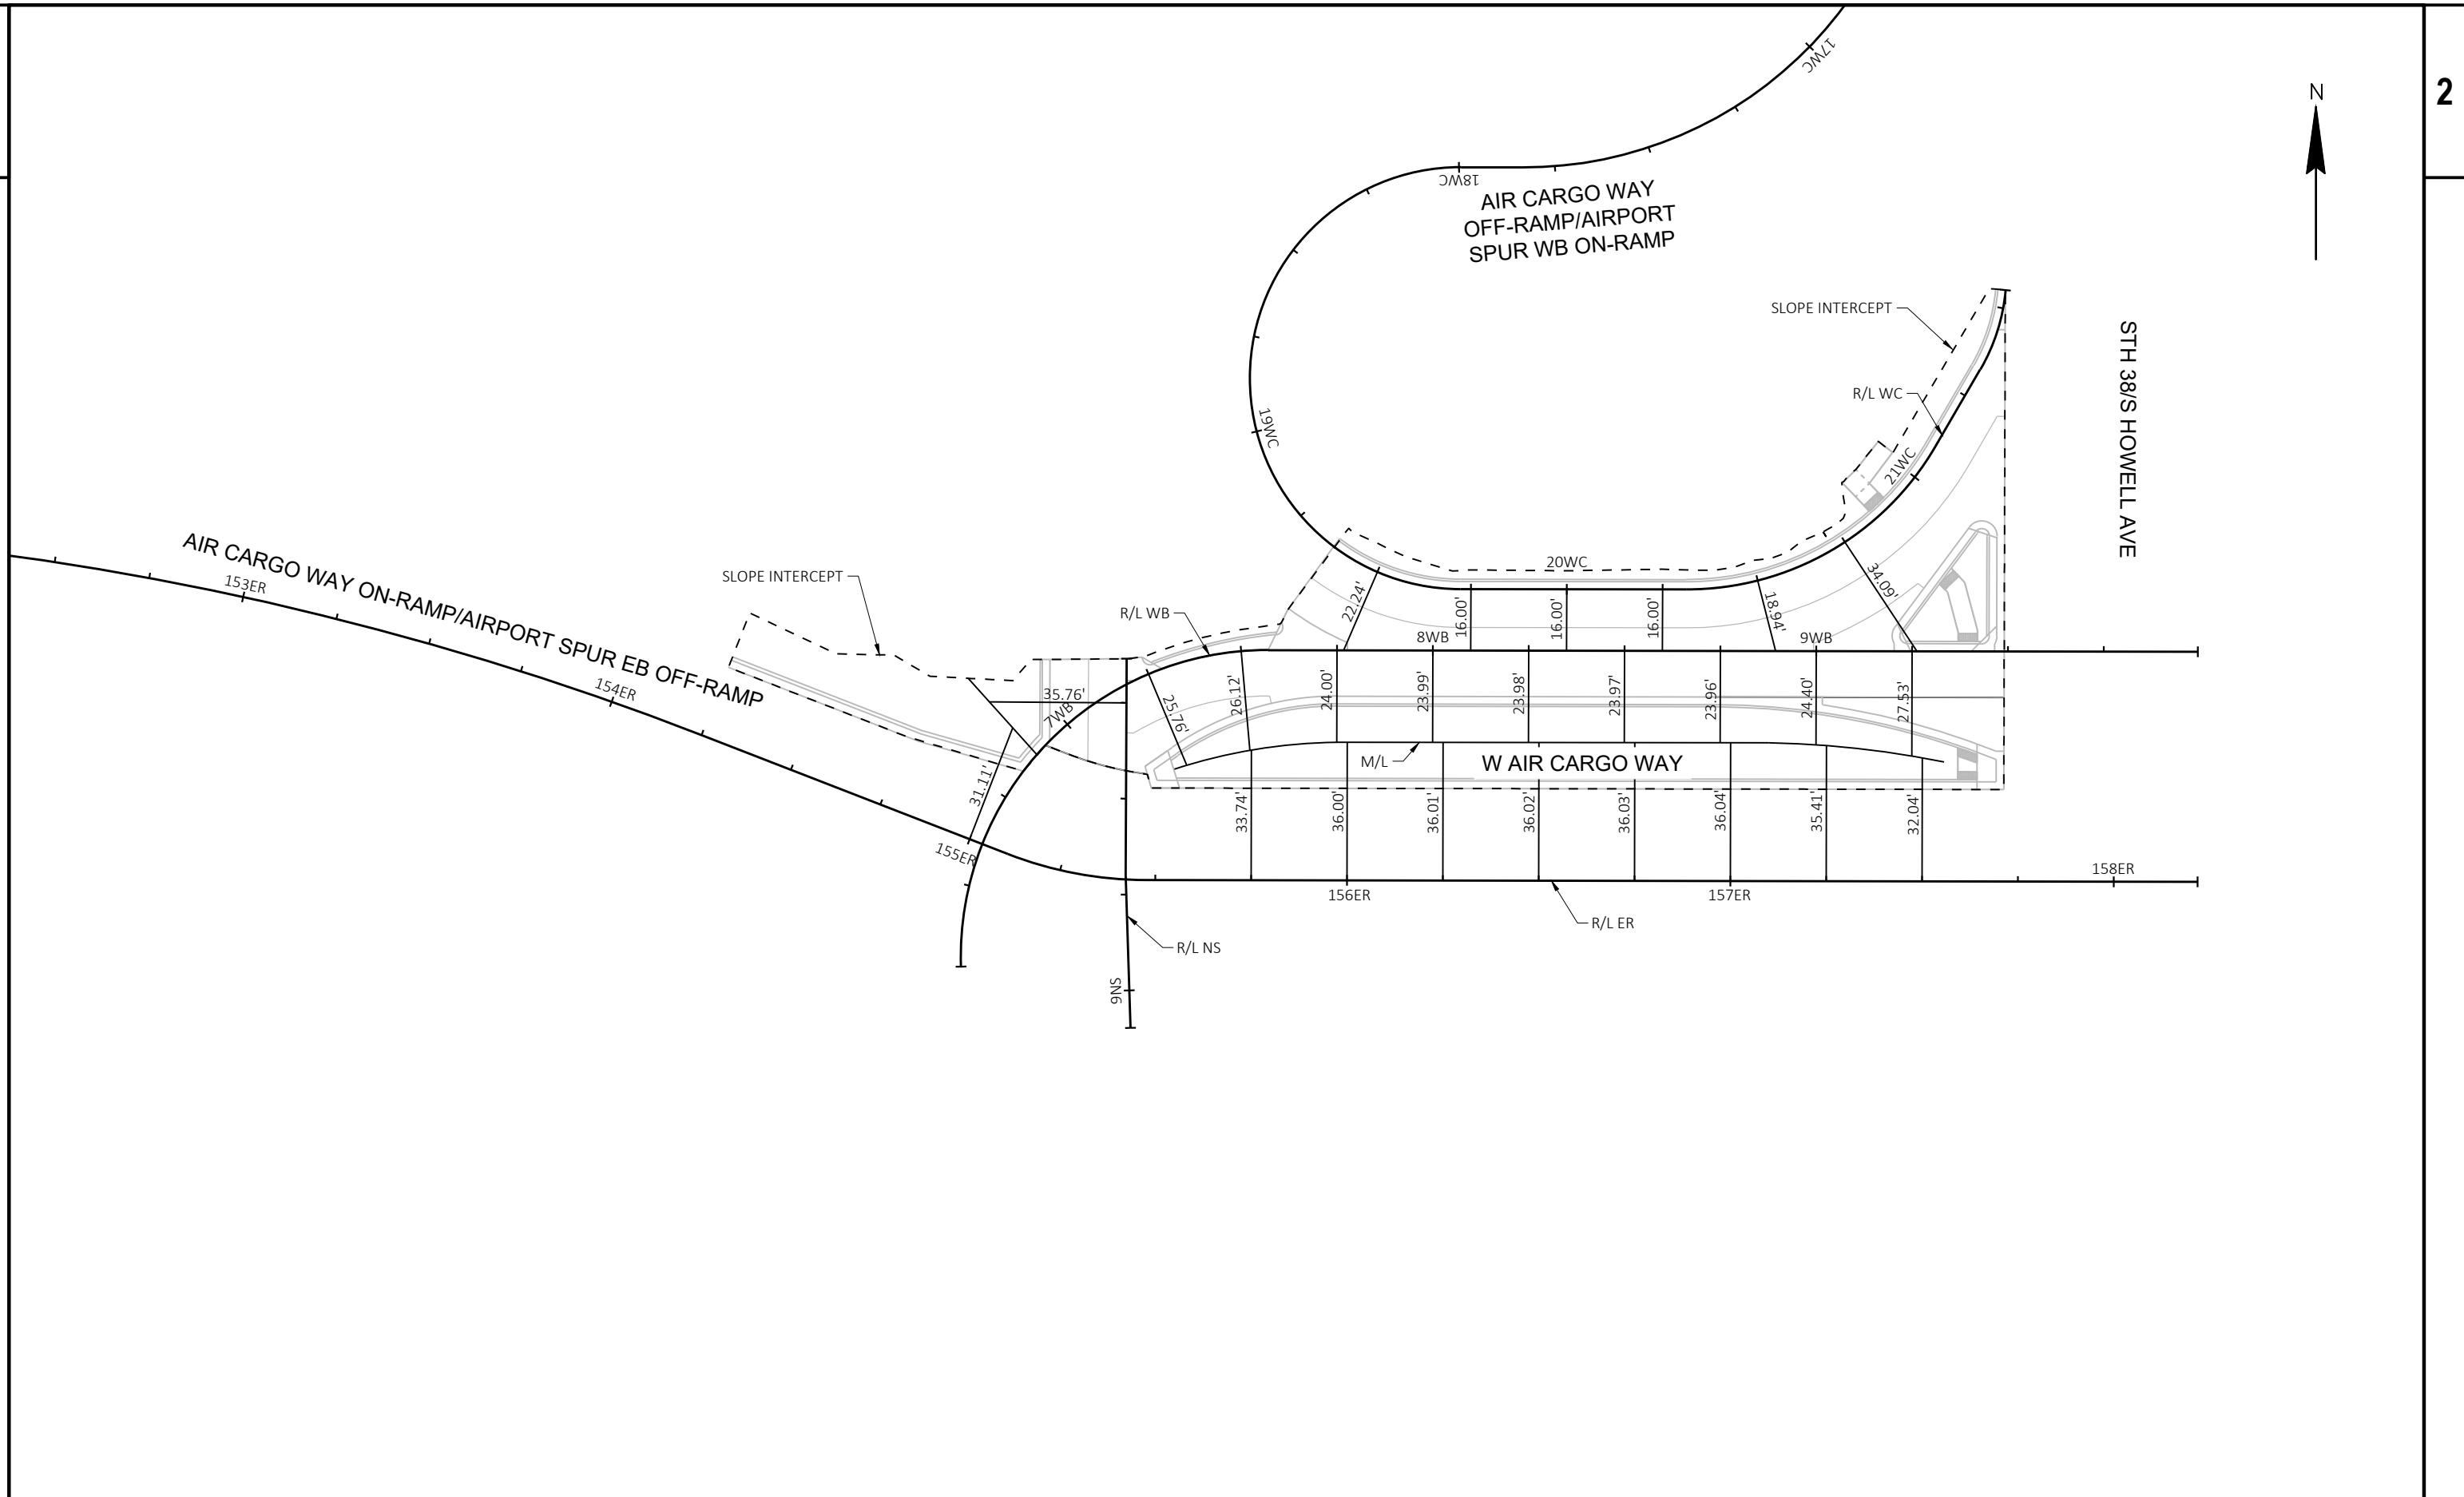 2
N
17WC
18WC
AIR CARGO WAY
OFF-RAMP/AIRPORT
SPUR WB ON-RAMP
SLOPE INTERCEPT
R/L WC
STH 38/S HOWELL AVE
19WC
21WC
20WC
AIR CARGO WAY ON-RAMP/AIRPORT SPUR EB OFF-RAMP
153ER
154ER
155ER
SLOPE INTERCEPT
R/L WB
22.24'
16.00'
16.00'
16.00'
18.94'
34.09'
8WB
9WB
35.76'
7WB
31.11'
25.76'
26.12'
24.00'
23.99'
23.98'
23.97'
23.96'
24.40'
27.53'
M/L
W AIR CARGO WAY
33.74'
36.00'
36.01'
36.02'
36.03'
36.04'
35.41'
32.04'
156ER
157ER
158ER
R/L ER
R/L NS
9NS